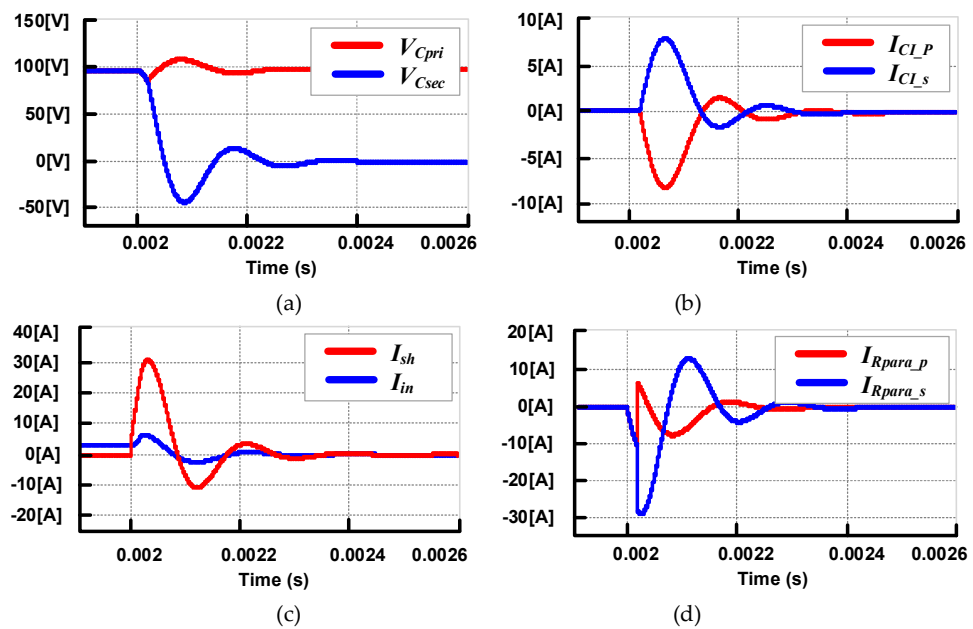 150[V]
100[V]
50[V]
0[V]
-50[V]
V_Cpri
V_Csec
0.002 0.0022 0.0024 0.0026
Time (s)
(a)
10[A]
5[A]
0[A]
-5[A]
-10[A]
I_CI_P
I_CI_s
0.002 0.0022 0.0024 0.0026
Time (s)
(b)
40[A]
30[A]
20[A]
10[A]
0[A]
-10[A]
-20[A]
I_sh
I_in
0.002 0.0022 0.0024 0.0026
Time (s)
(c)
20[A]
10[A]
0[A]
-10[A]
-20[A]
-30[A]
I_Rpara_p
I_Rpara_s
0.002 0.0022 0.0024 0.0026
Time (s)
(d)